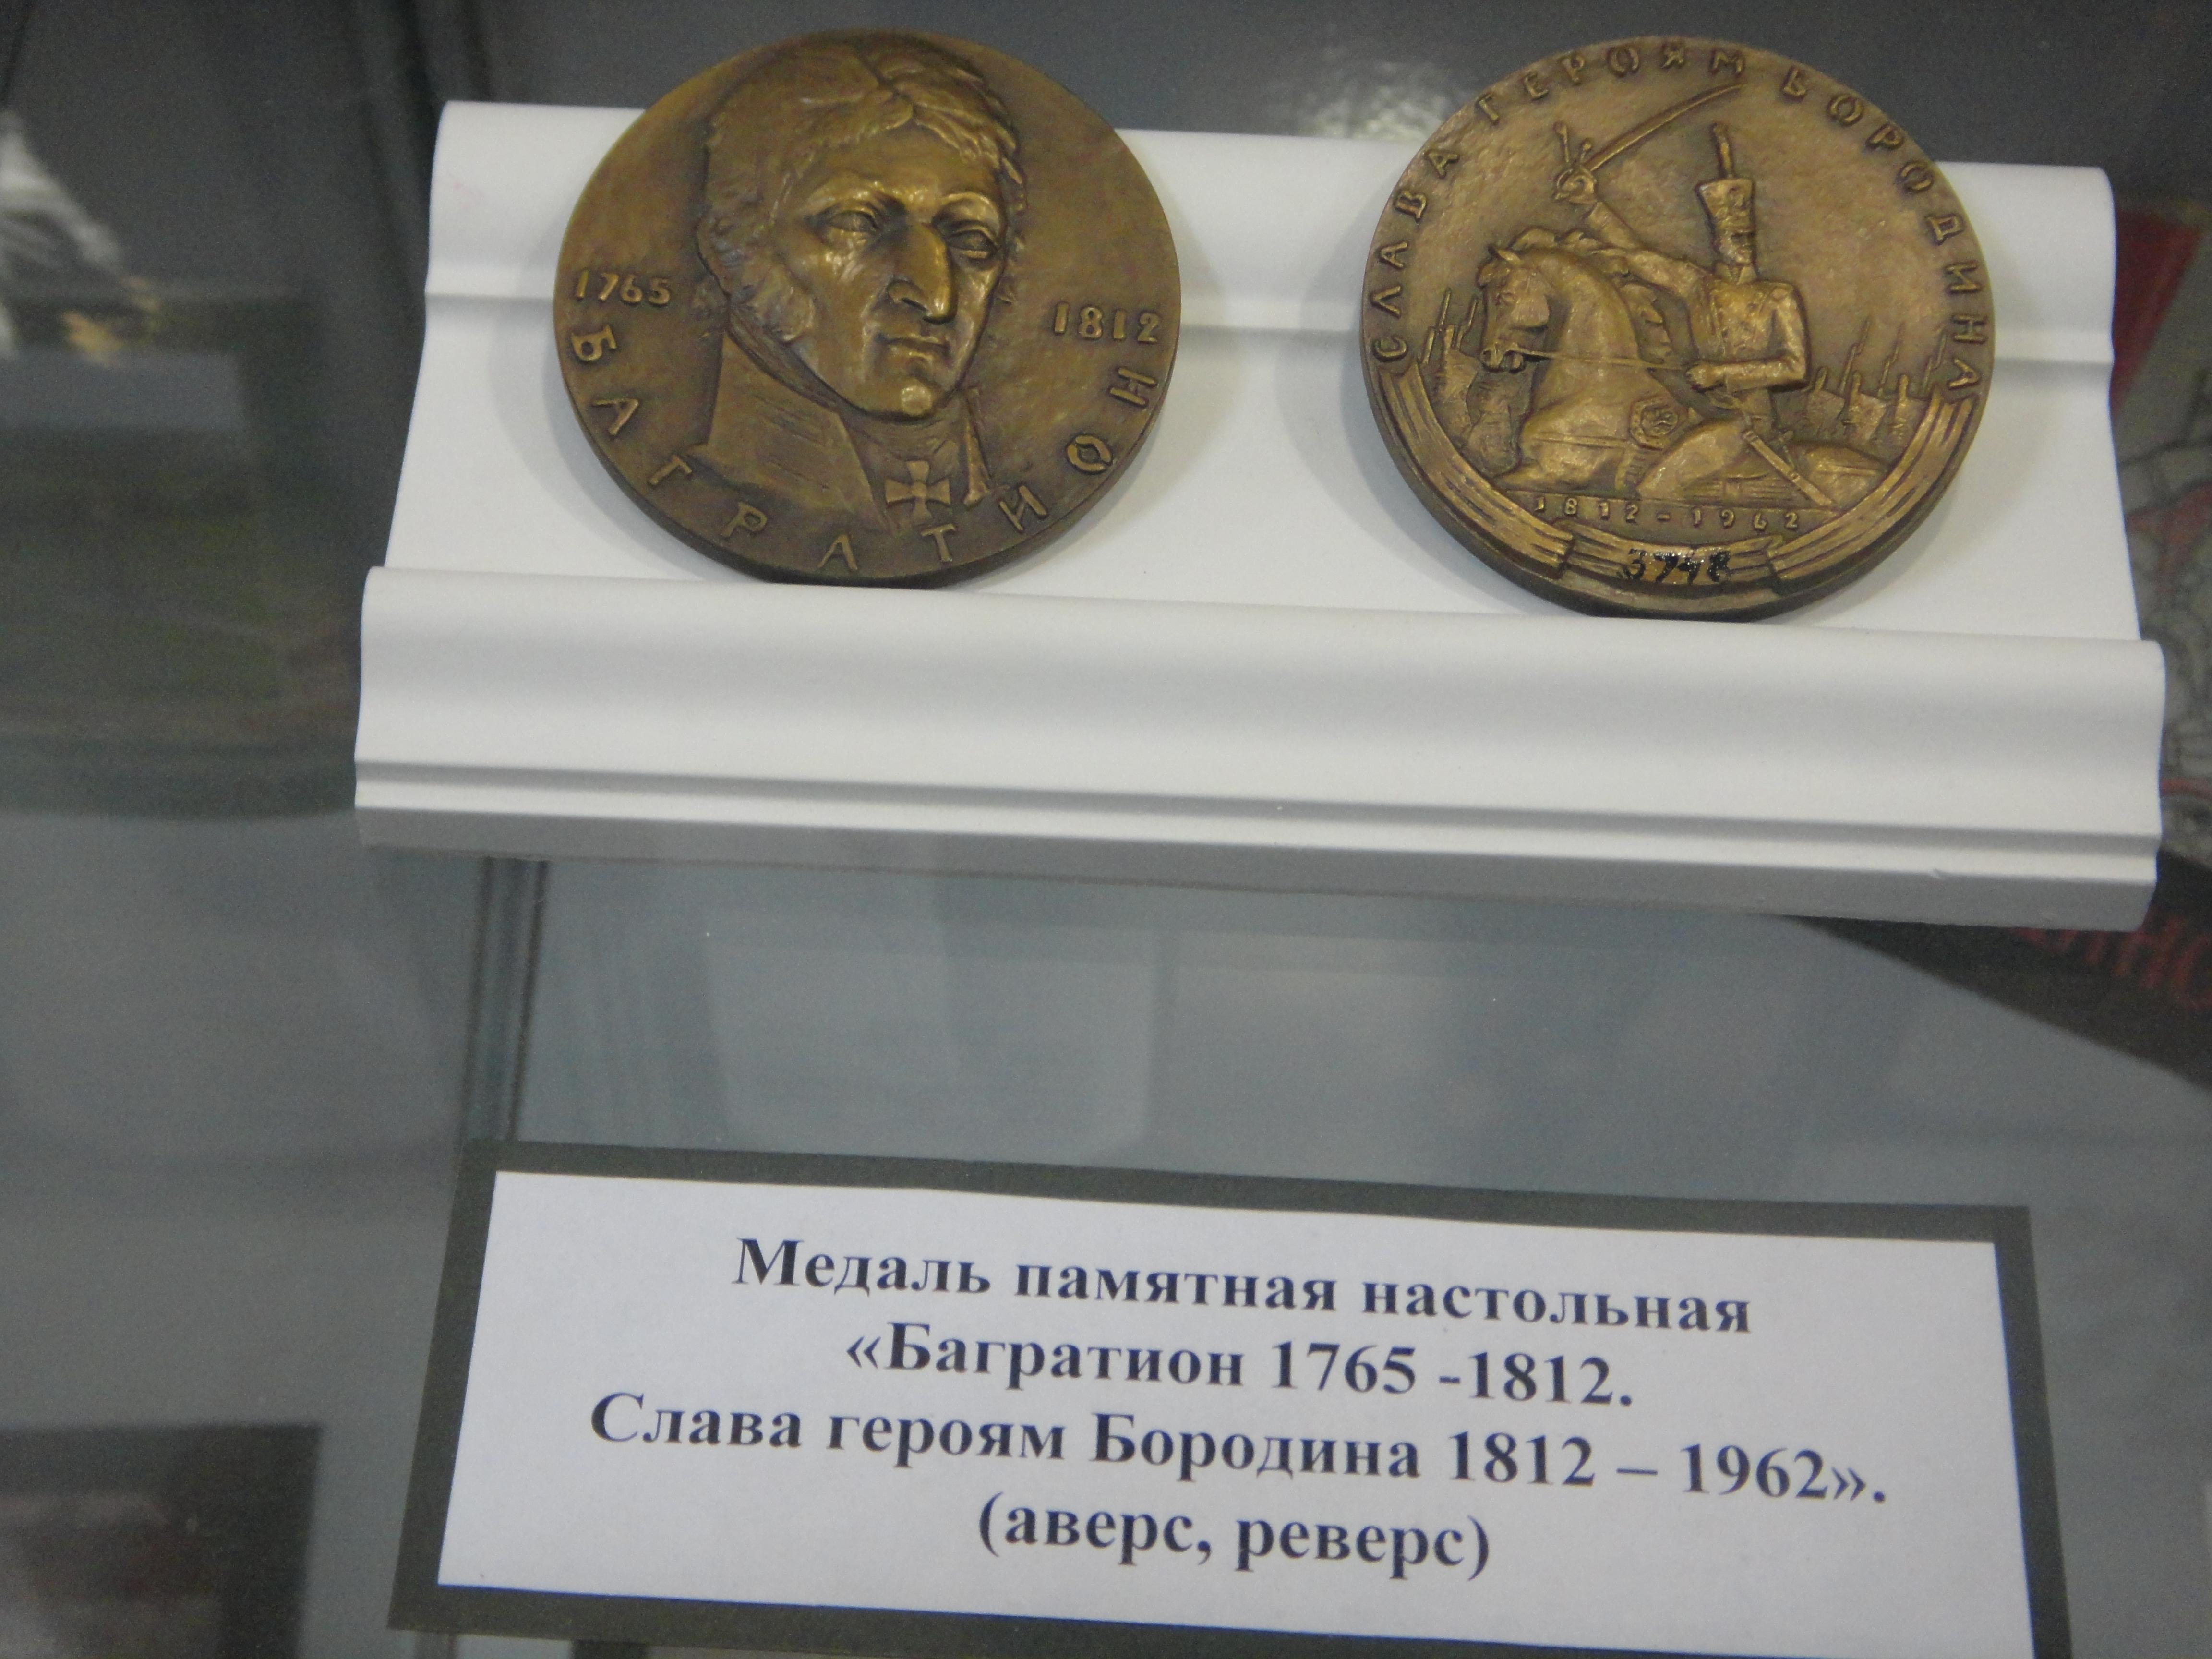 1765
1812
БАГРАТИОН
СЛАВА ГЕРОЯМ БОРОДИНА
1812-1962
3748
Медаль памятная настольная
«Багратион 1765 -1812.
Слава героям Бородина 1812 – 1962».
(аверс, реверс)